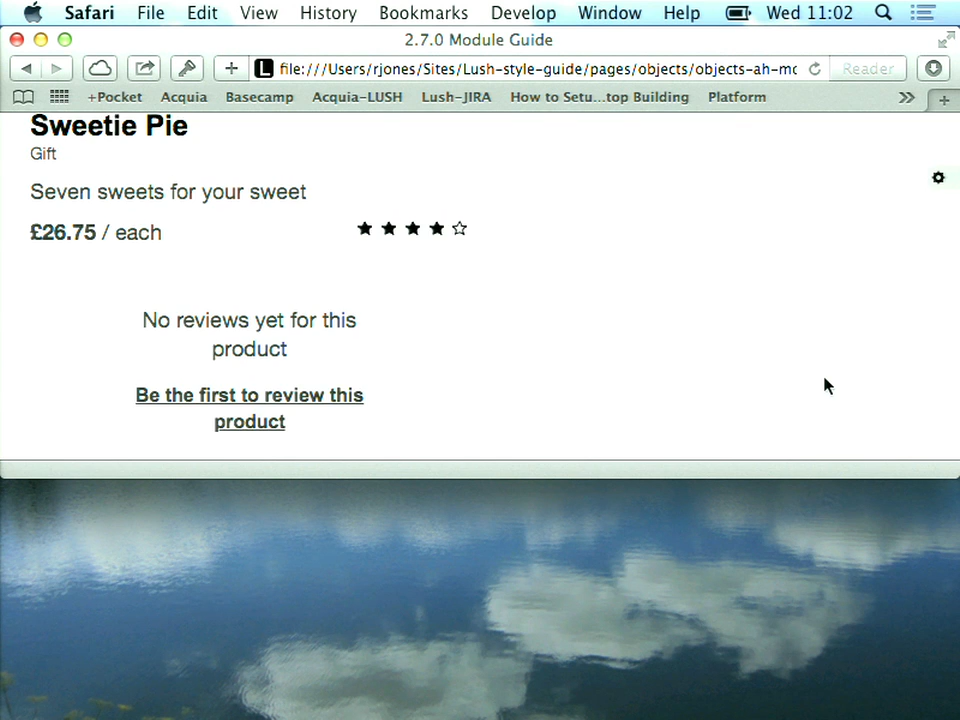 Safari File Edit View History Bookmarks Develop Window Help Wed 11:02
2.7.0 Module Guide
L file:///Users/rjones/Sites/Lush-style-guide/pages/objects/objects-ah-mo Reader
+Pocket Acquia Basecamp Acquia-LUSH Lush-JIRA How to Setu...top Building Platform
Sweetie Pie
Gift
Seven sweets for your sweet
£26.75 / each
No reviews yet for this
product
Be the first to review this
product